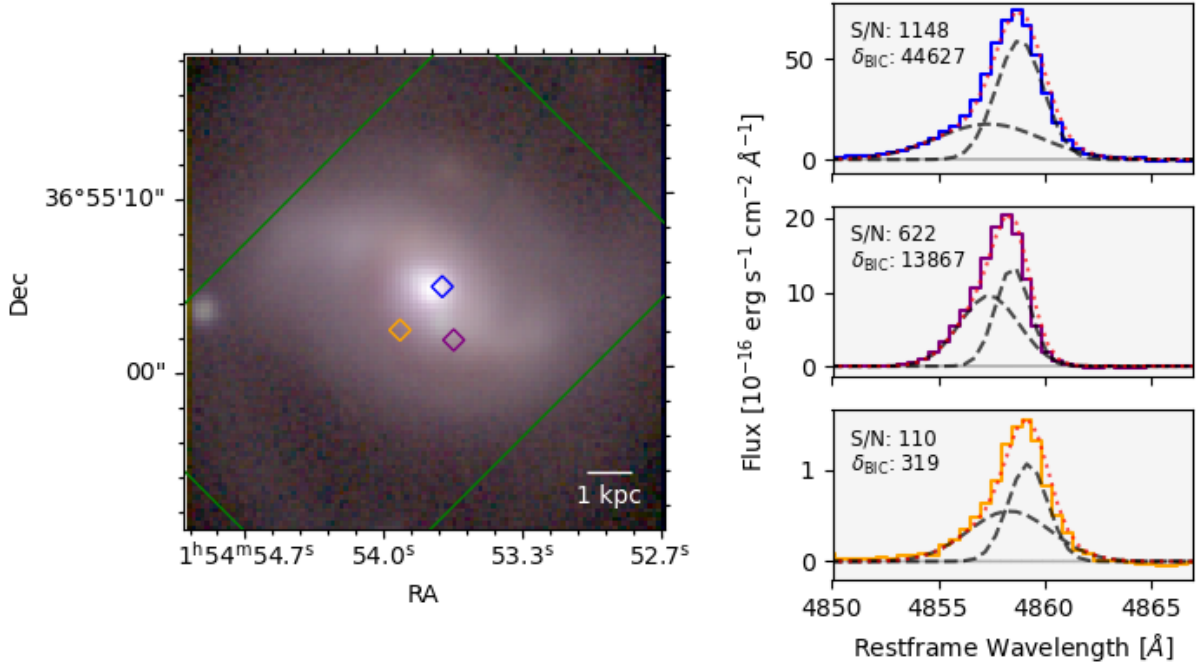 Dec
36°55'10"
00"
1 kpc
1ʰ54ᵐ54.7ˢ
54.0ˢ
53.3ˢ
52.7ˢ
RA
Flux [10⁻¹⁶ erg s⁻¹ cm⁻² Å⁻¹]
S/N: 1148
δBIC: 44627
50
0
S/N: 622
δBIC: 13867
20
10
0
S/N: 110
δBIC: 319
1
0
4850
4855
4860
4865
Restframe Wavelength [Å]